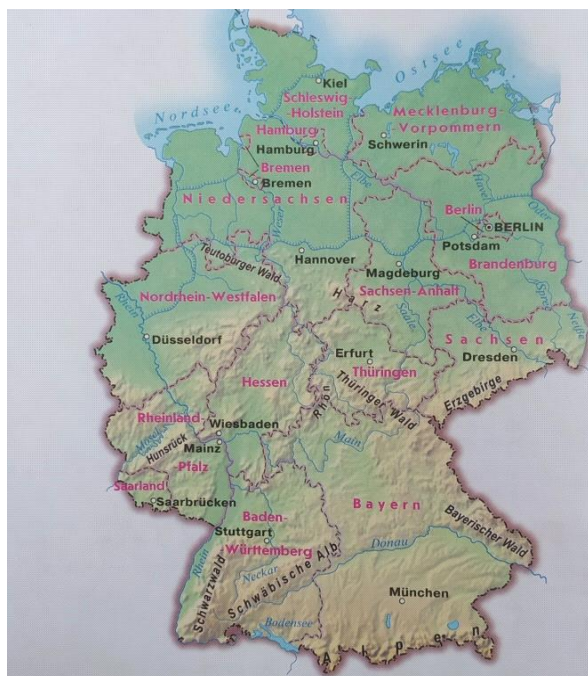 Nordsee
Ostsee
Kiel
Schleswig-
Holstein
Mecklenburg-
Vorpommern
Hamburg
Hamburg
Schwerin
Bremen
Bremen
Elbe
Niedersachsen
Weser
Havel
Oder
Berlin
BERLIN
Potsdam
Brandenburg
Hannover
Teutoburger Wald
Magdeburg
Sachsen-Anhalt
Harz
Spree
Neiße
Rhein
Nordrhein-Westfalen
Saale
Elbe
Sachsen
Düsseldorf
Dresden
Erfurt
Thüringen
Hessen
Thüringer Wald
Erzgebirge
Rhön
Rheinland-
Pfalz
Wiesbaden
Mainz
Mosel
Hunsrück
Main
Saarland
Saarbrücken
Bayern
Baden-
Württemberg
Stuttgart
Bayerischer Wald
Donau
Schwäbische Alb
Neckar
Rhein
Schwarzwald
München
Bodensee
Alpen